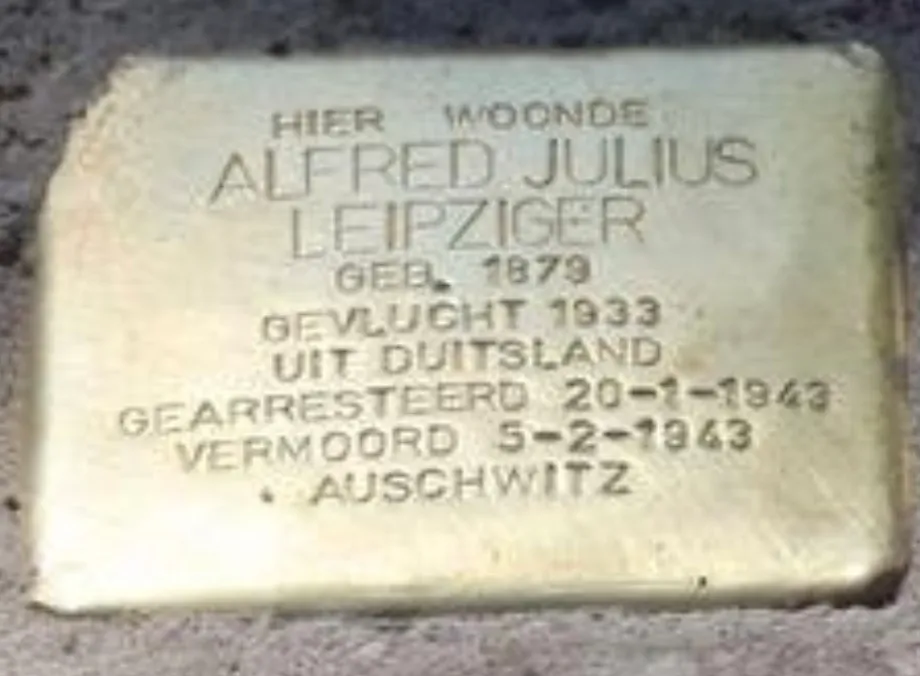 HIER WOONDE
ALFRED JULIUS
LEIPZIGER
GEB. 1879
GEVLUCHT 1933
UIT DUITSLAND
GEARRESTEERD 20-1-1943
VERMOORD 5-2-1943
AUSCHWITZ